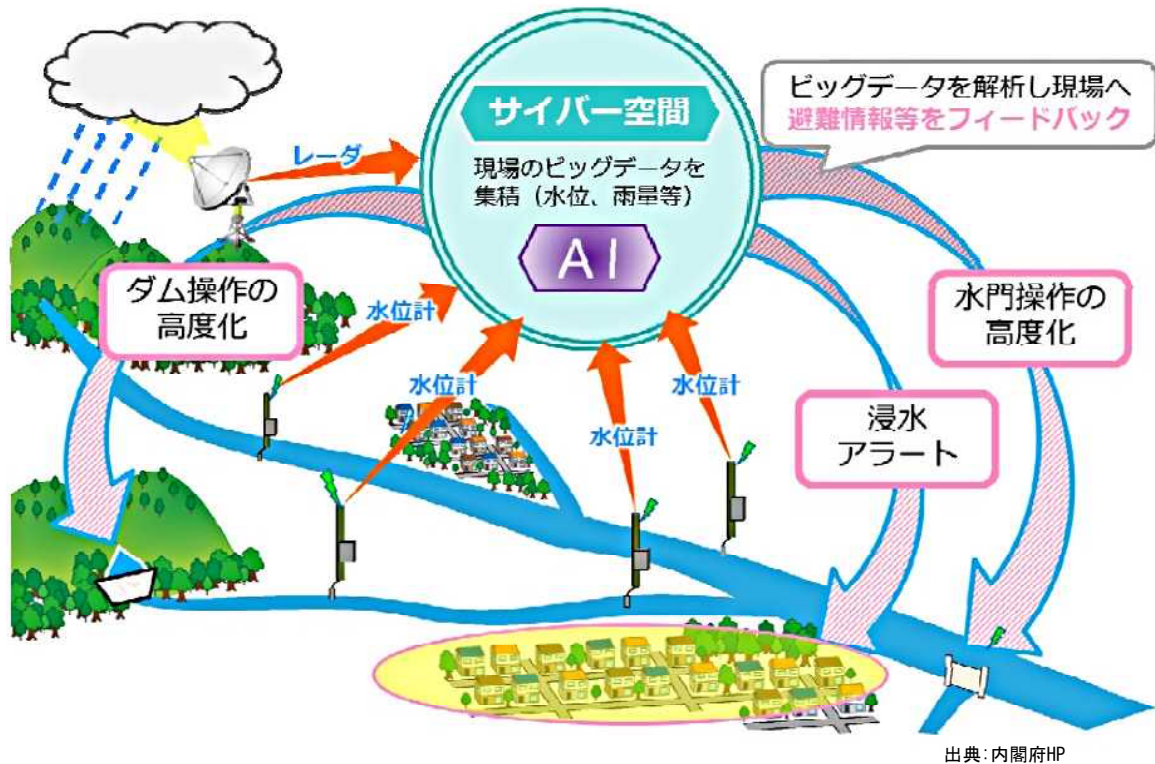 ビッグデータを解析し現場へ
避難情報等をフィードバック
サイバー空間
現場のビッグデータを
集積（水位、雨量等）
AI
レーダ
ダム操作の
高度化
水位計
水位計
水位計
水位計
水門操作の
高度化
浸水
アラート
出典：内閣府HP